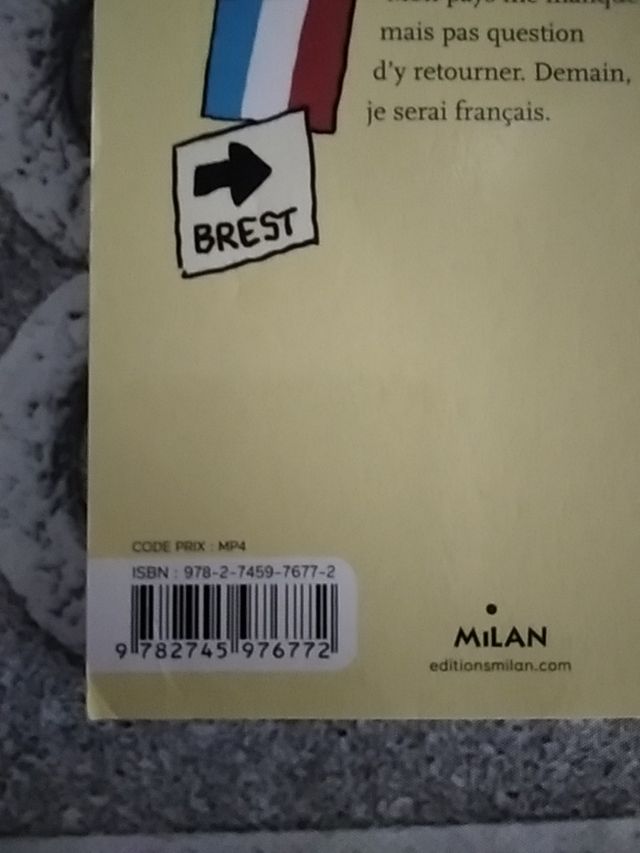 mais pas question
d'y retourner. Demain,
je serai français.
BREST
CODE PRIX : MP4
ISBN : 978-2-7459-7677-2
9 782745 976772
MiLAN
editionsmilan.com